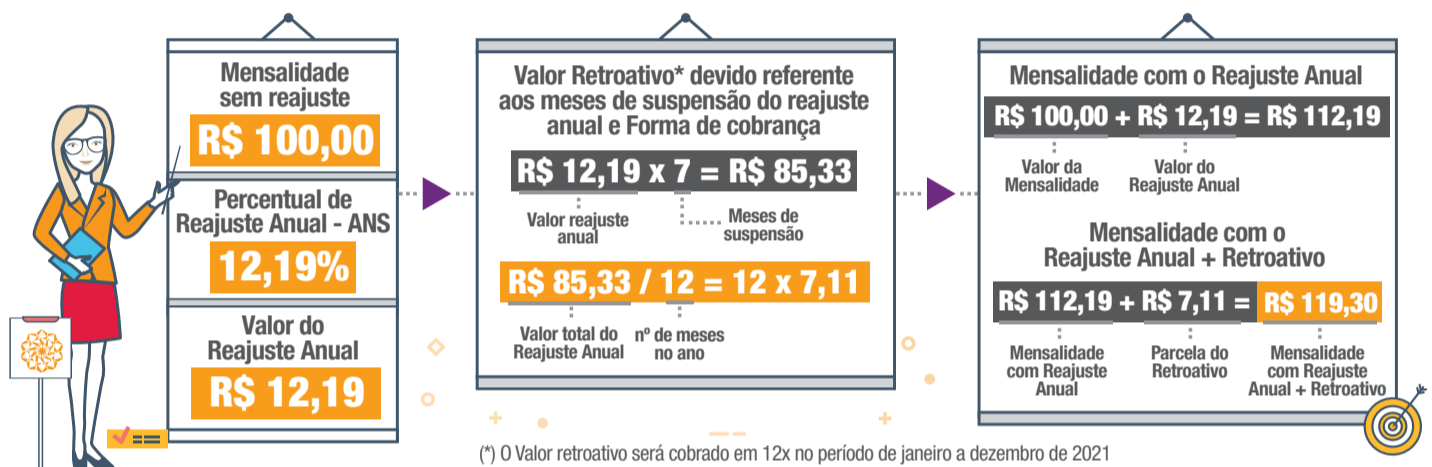 Mensalidade
sem reajuste
R$ 100,00
Percentual de
Reajuste Anual - ANS
12,19%
Valor do
Reajuste Anual
R$ 12,19
Valor Retroativo* devido referente
aos meses de suspensão do reajuste
anual e Forma de cobrança
R$ 12,19 x 7 = R$ 85,33
Valor reajuste
anual
Meses de
suspensão
R$ 85,33 / 12 = 12 x 7,11
Valor total do
Reajuste Anual
nº de meses
no ano
Mensalidade com o Reajuste Anual
R$ 100,00 + R$ 12,19 = R$ 112,19
Valor da
Mensalidade
Valor do
Reajuste Anual
Mensalidade com o
Reajuste Anual + Retroativo
R$ 112,19 + R$ 7,11 = R$ 119,30
Mensalidade
com Reajuste
Anual
Parcela do
Retroativo
Mensalidade
com Reajuste
Anual + Retroativo
(*) O Valor retroativo será cobrado em 12x no período de janeiro a dezembro de 2021